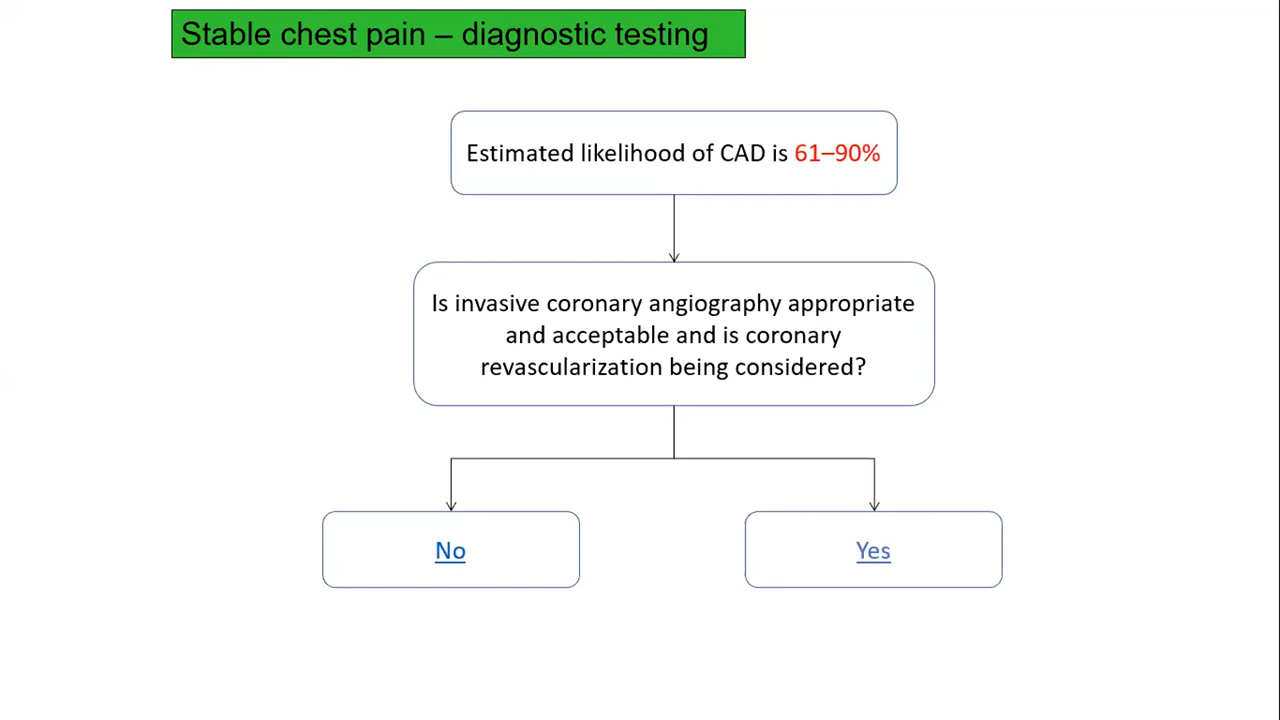 Stable chest pain – diagnostic testing
Estimated likelihood of CAD is 61–90%
Is invasive coronary angiography appropriate
and acceptable and is coronary
revascularization being considered?
No
Yes